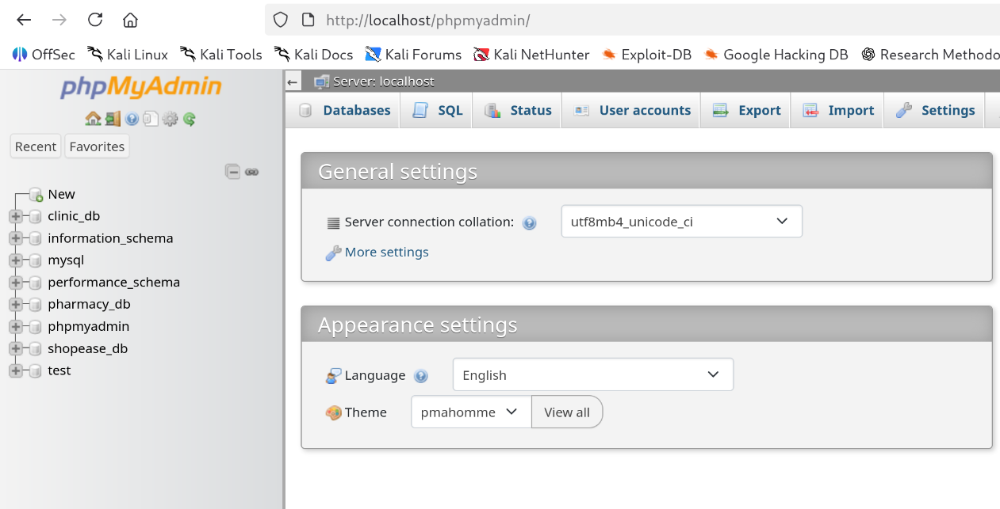 http://localhost/phpmyadmin/
OffSec Kali Linux Kali Tools Kali Docs Kali Forums Kali NetHunter Exploit-DB Google Hacking DB Research Methodo
phpMyAdmin
Recent Favorites
New
clinic_db
information_schema
mysql
performance_schema
pharmacy_db
phpmyadmin
shopease_db
test
Server: localhost
Databases SQL Status User accounts Export Import Settings
General settings
Server connection collation: utf8mb4_unicode_ci
More settings
Appearance settings
Language English
Theme pmahomme View all